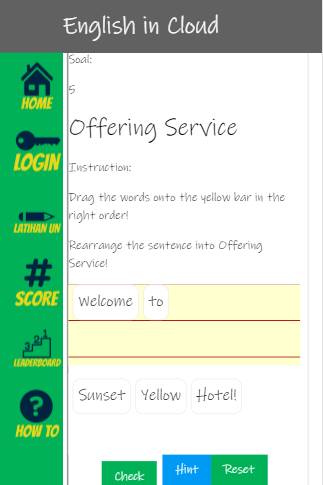 English in Cloud
HOME
LOGIN
LATIHAN UN
SCORE
LEADERBOARD
HOW TO
Soal:
5
Offering Service
Instruction:
Drag the words onto the yellow bar in the
right order!
Rearrange the sentence into Offering
Service!
Welcome to
Sunset Yellow Hotel!
Check Hint Reset